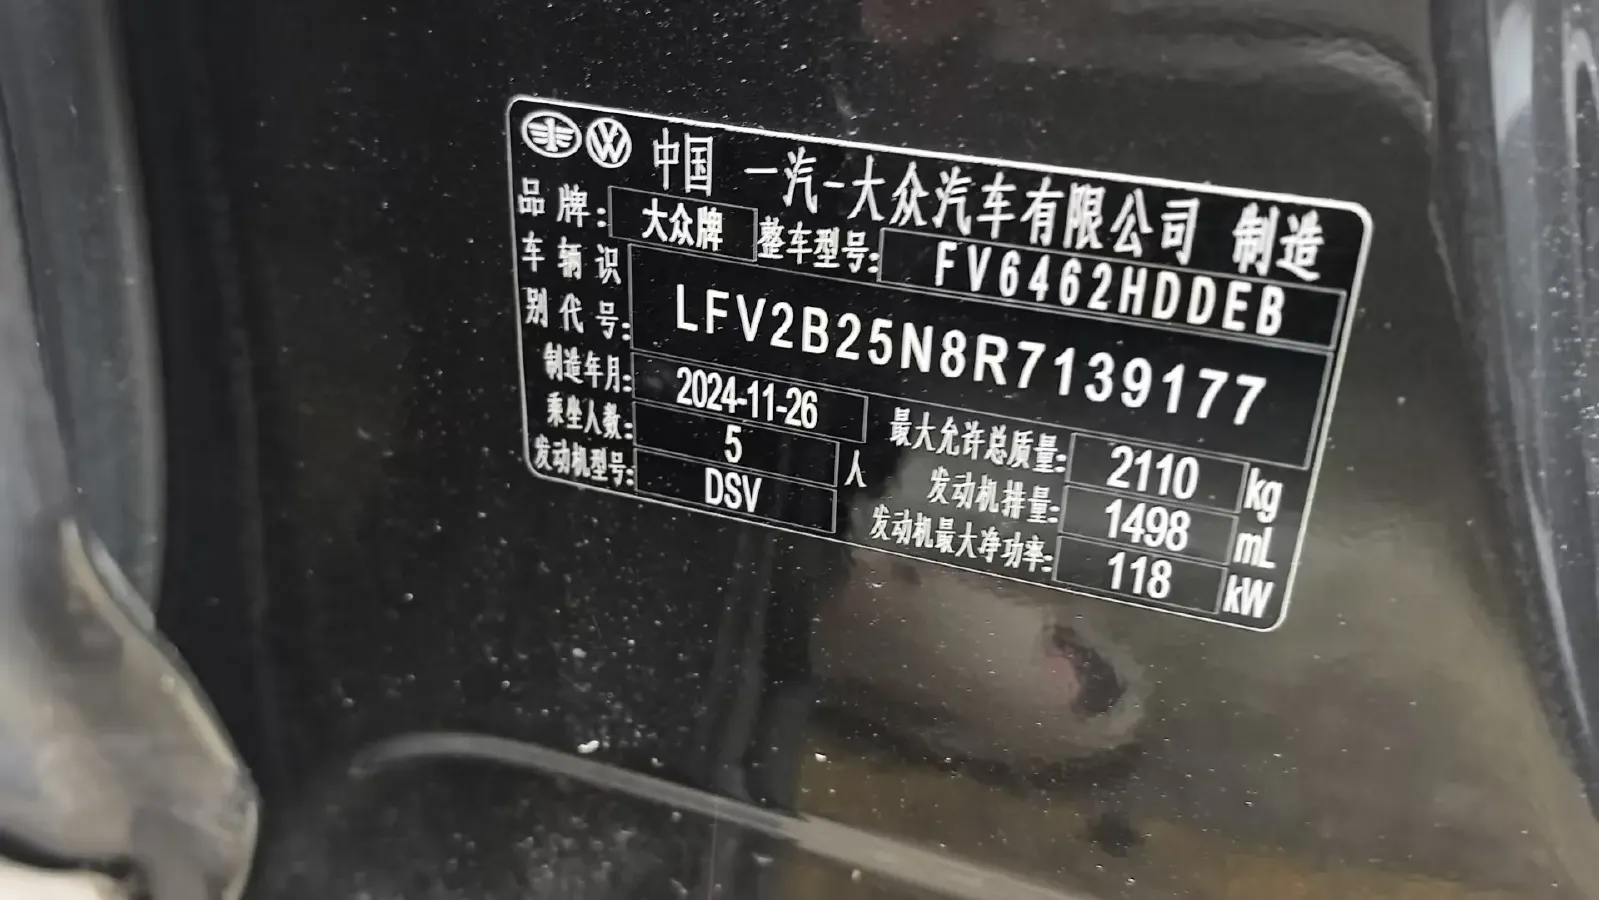 中国 一汽-大众汽车有限公司 制造
品牌: 大众牌 整车型号: FV6462HDDEB
车辆识别代号: LFV2B25N8R7139177
制造年月: 2024-11-26
乘坐人数: 5 人
发动机型号: DSV
最大允许总质量: 2110 kg
发动机排量: 1498 mL
发动机最大净功率: 118 kW